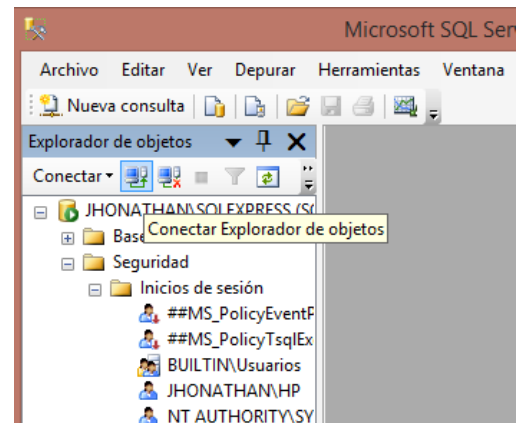 Microsoft SQL Ser
Archivo Editar Ver Depurar Herramientas Ventana
Nueva consulta
Explorador de objetos
Conectar
JHONATHAN\SQLEXPRESS (S
Base
Conectar Explorador de objetos
Seguridad
Inicios de sesión
##MS_PolicyEventP
##MS_PolicyTsqlEx
BUILTIN\Usuarios
JHONATHAN\HP
NT AUTHORITY\SY